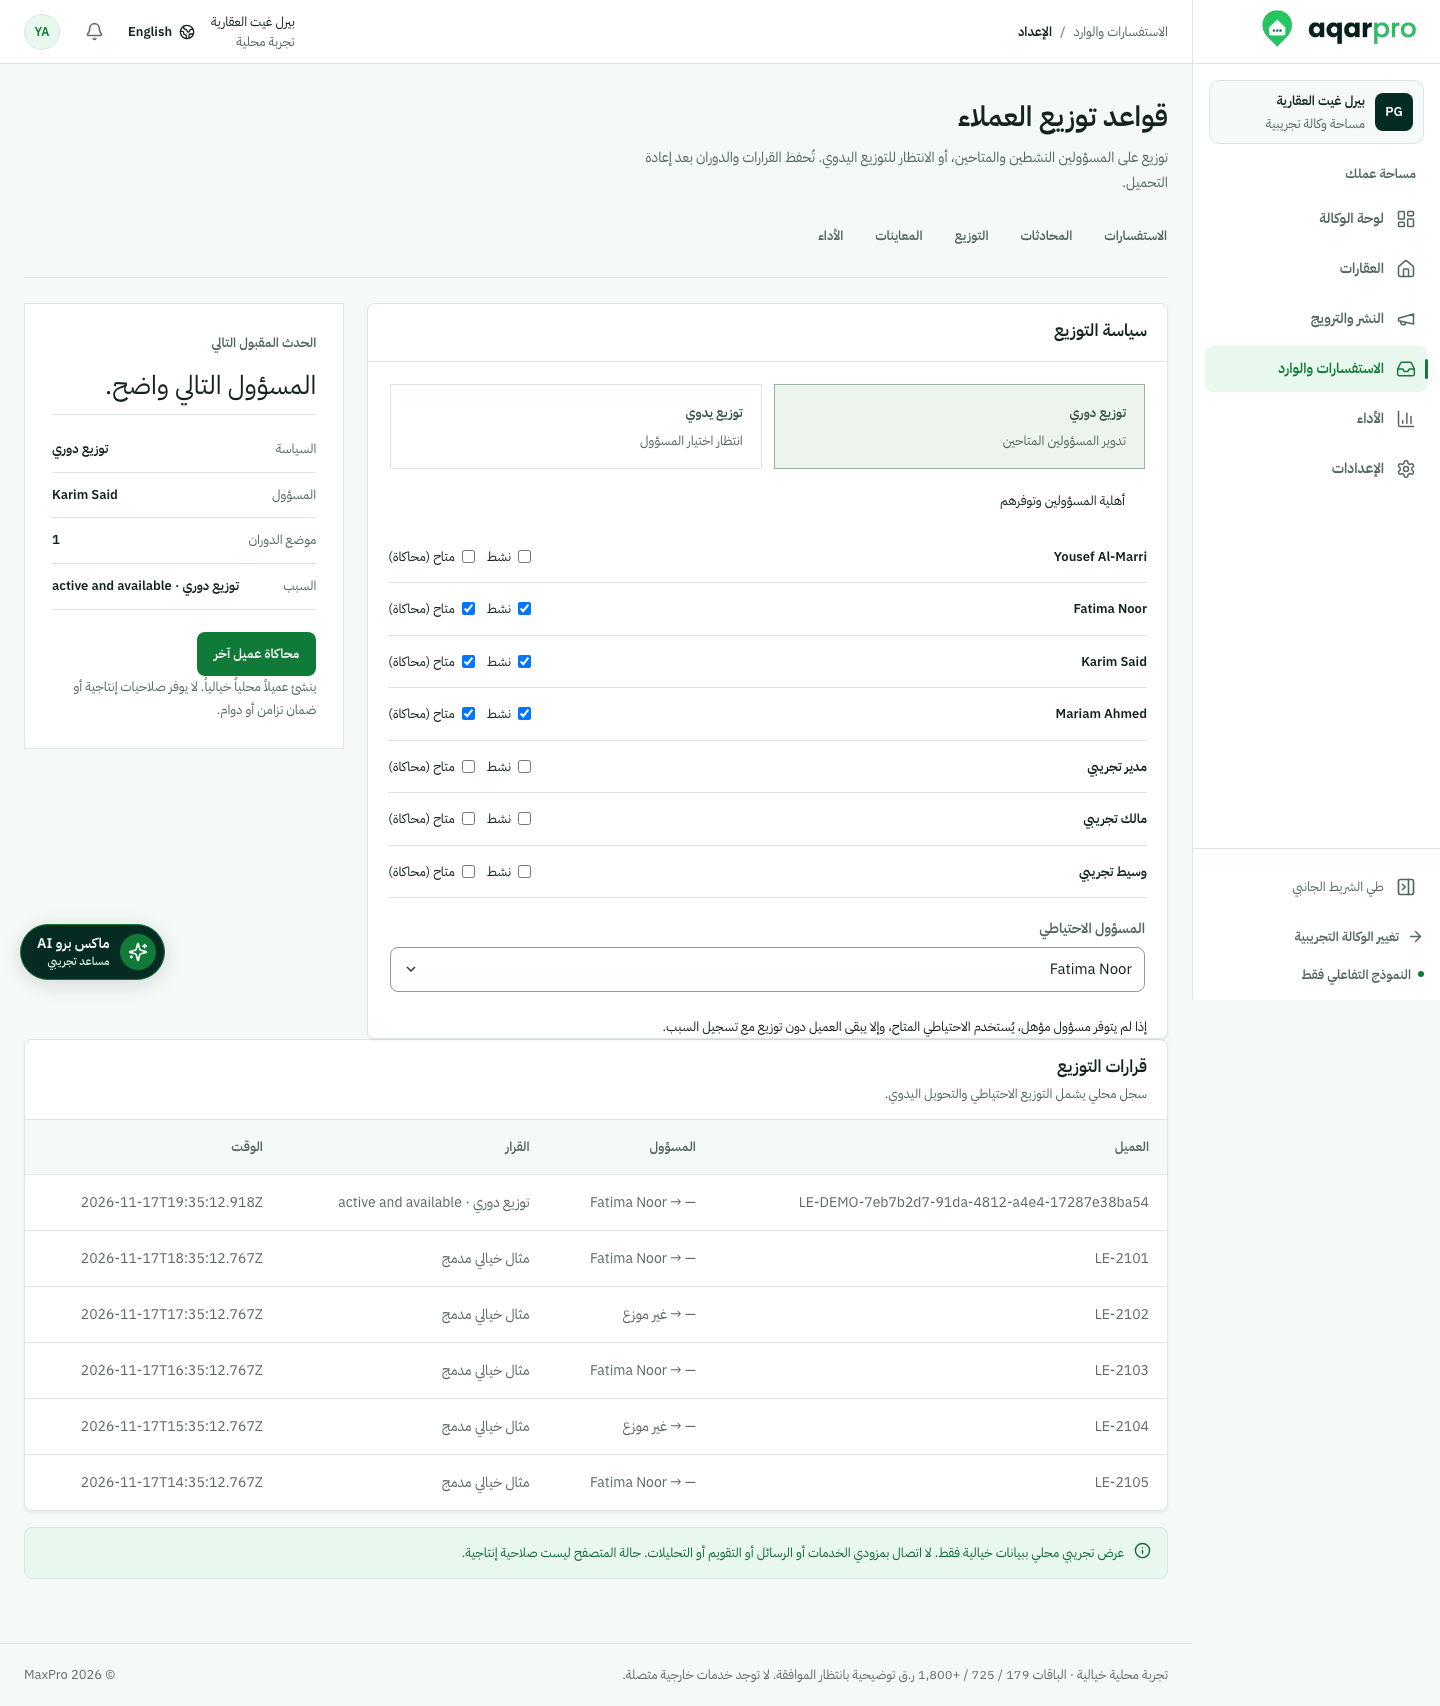 aqarpro
PG
بيرل غيت العقارية
مساحة وكالة تجريبية
مساحة عملك
لوحة الوكالة
العقارات
النشر والترويج
الاستفسارات والوارد
الأداء
الإعدادات
طي الشريط الجانبي
تغيير الوكالة التجريبية
النموذج التفاعلي فقط
الاستفسارات والوارد / الإعداد
بيرل غيت العقارية
تجربة محلية
English
YA
قواعد توزيع العملاء
توزيع على المسؤولين النشطين والمتاحين، أو الانتظار للتوزيع اليدوي. تُحفظ القرارات والدوران بعد إعادة
التحميل.
الاستفسارات
المحادثات
التوزيع
المعاينات
الأداء
سياسة التوزيع
توزيع دوري
تدوير المسؤولين المتاحين
توزيع يدوي
انتظار اختيار المسؤول
أهلية المسؤولين وتوفرهم
Yousef Al-Marri نشط متاح (محاكاة)
Fatima Noor نشط متاح (محاكاة)
Karim Said نشط متاح (محاكاة)
Mariam Ahmed نشط متاح (محاكاة)
مدير تجريبي نشط متاح (محاكاة)
مالك تجريبي نشط متاح (محاكاة)
وسيط تجريبي نشط متاح (محاكاة)
المسؤول الاحتياطي
Fatima Noor
إذا لم يتوفر مسؤول مؤهل، يُستخدم الاحتياطي المتاح، وإلا يبقى العميل دون توزيع مع تسجيل السبب.
الحدث المقبول التالي
المسؤول التالي واضح.
السياسة توزيع دوري
المسؤول Karim Said
موضع الدوران 1
السبب توزيع دوري · active and available
محاكاة عميل آخر
ينشئ عميلاً محلياً خيالياً. لا يوفر صلاحيات إنتاجية أو
ضمان تزامن أو دوام.
ماكس برو AI
مساعد تجريبي
قرارات التوزيع
سجل محلي يشمل التوزيع الاحتياطي والتحويل اليدوي.
العميل المسؤول القرار الوقت
LE-DEMO-7eb7b2d7-91da-4812-a4e4-17287e38ba54 — → Fatima Noor توزيع دوري · active and available 2026-11-17T19:35:12.918Z
LE-2101 — → Fatima Noor مثال خيالي مدمج 2026-11-17T18:35:12.767Z
LE-2102 — → غير موزع مثال خيالي مدمج 2026-11-17T17:35:12.767Z
LE-2103 — → Fatima Noor مثال خيالي مدمج 2026-11-17T16:35:12.767Z
LE-2104 — → غير موزع مثال خيالي مدمج 2026-11-17T15:35:12.767Z
LE-2105 — → Fatima Noor مثال خيالي مدمج 2026-11-17T14:35:12.767Z
عرض تجريبي محلي ببيانات خيالية فقط. لا اتصال بمزودي الخدمات أو الرسائل أو التقويم أو التحليلات. حالة المتصفح ليست صلاحية إنتاجية.
تجربة محلية خيالية · الباقات 179 / 725 / +1,800 ر.ق توضيحية بانتظار الموافقة. لا توجد خدمات خارجية متصلة.
© 2026 MaxPro